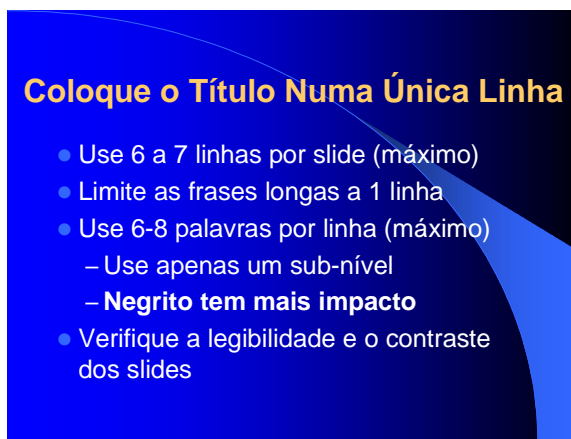 Coloque o Título Numa Única Linha
● Use 6 a 7 linhas por slide (máximo)
● Limite as frases longas a 1 linha
● Use 6-8 palavras por linha (máximo)
– Use apenas um sub-nível
– Negrito tem mais impacto
● Verifique a legibilidade e o contraste
dos slides